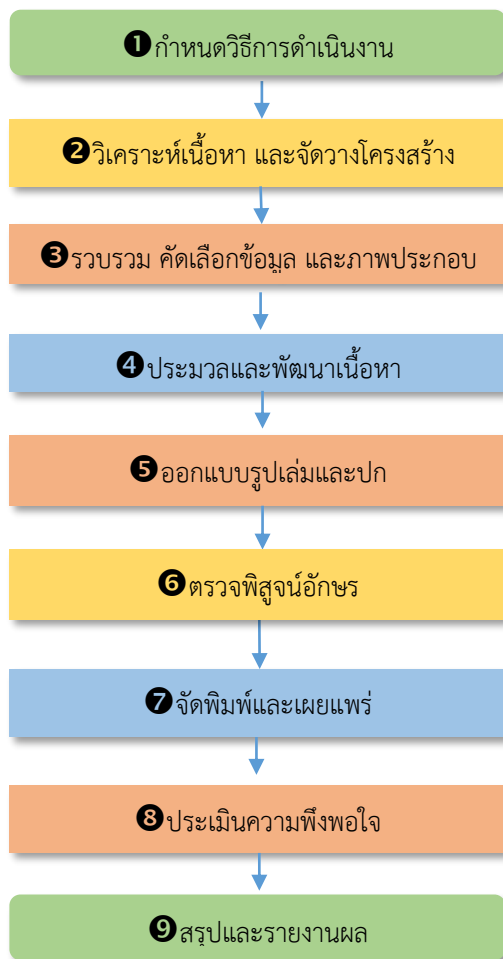 ❶กำหนดวิธีการดำเนินงาน
❷วิเคราะห์เนื้อหา และจัดวางโครงสร้าง
❸รวบรวม คัดเลือกข้อมูล และภาพประกอบ
❹ประมวลและพัฒนาเนื้อหา
❺ออกแบบรูปเล่มและปก
❻ตรวจพิสูจน์อักษร
❼จัดพิมพ์และเผยแพร่
❽ประเมินความพึงพอใจ
❾สรุปและรายงานผล